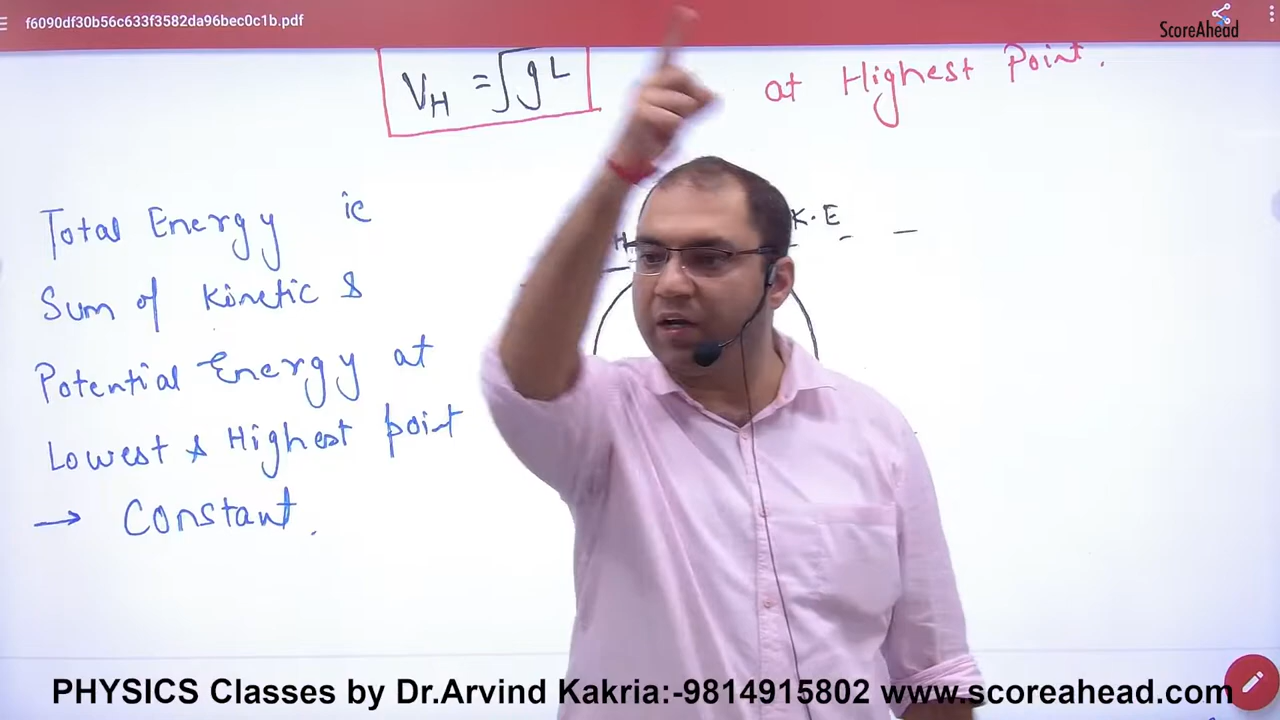 f6090df30b56c633f3582da96bec0c1b.pdf
ScoreAhead
V_H = √gL
at Highest Point.
Total Energy ie
Sum of Kinetic &
Potential Energy at
Lowest & Highest point
→ Constant.
H
K.E
PHYSICS Classes by Dr.Arvind Kakria:-9814915802 www.scoreahead.com